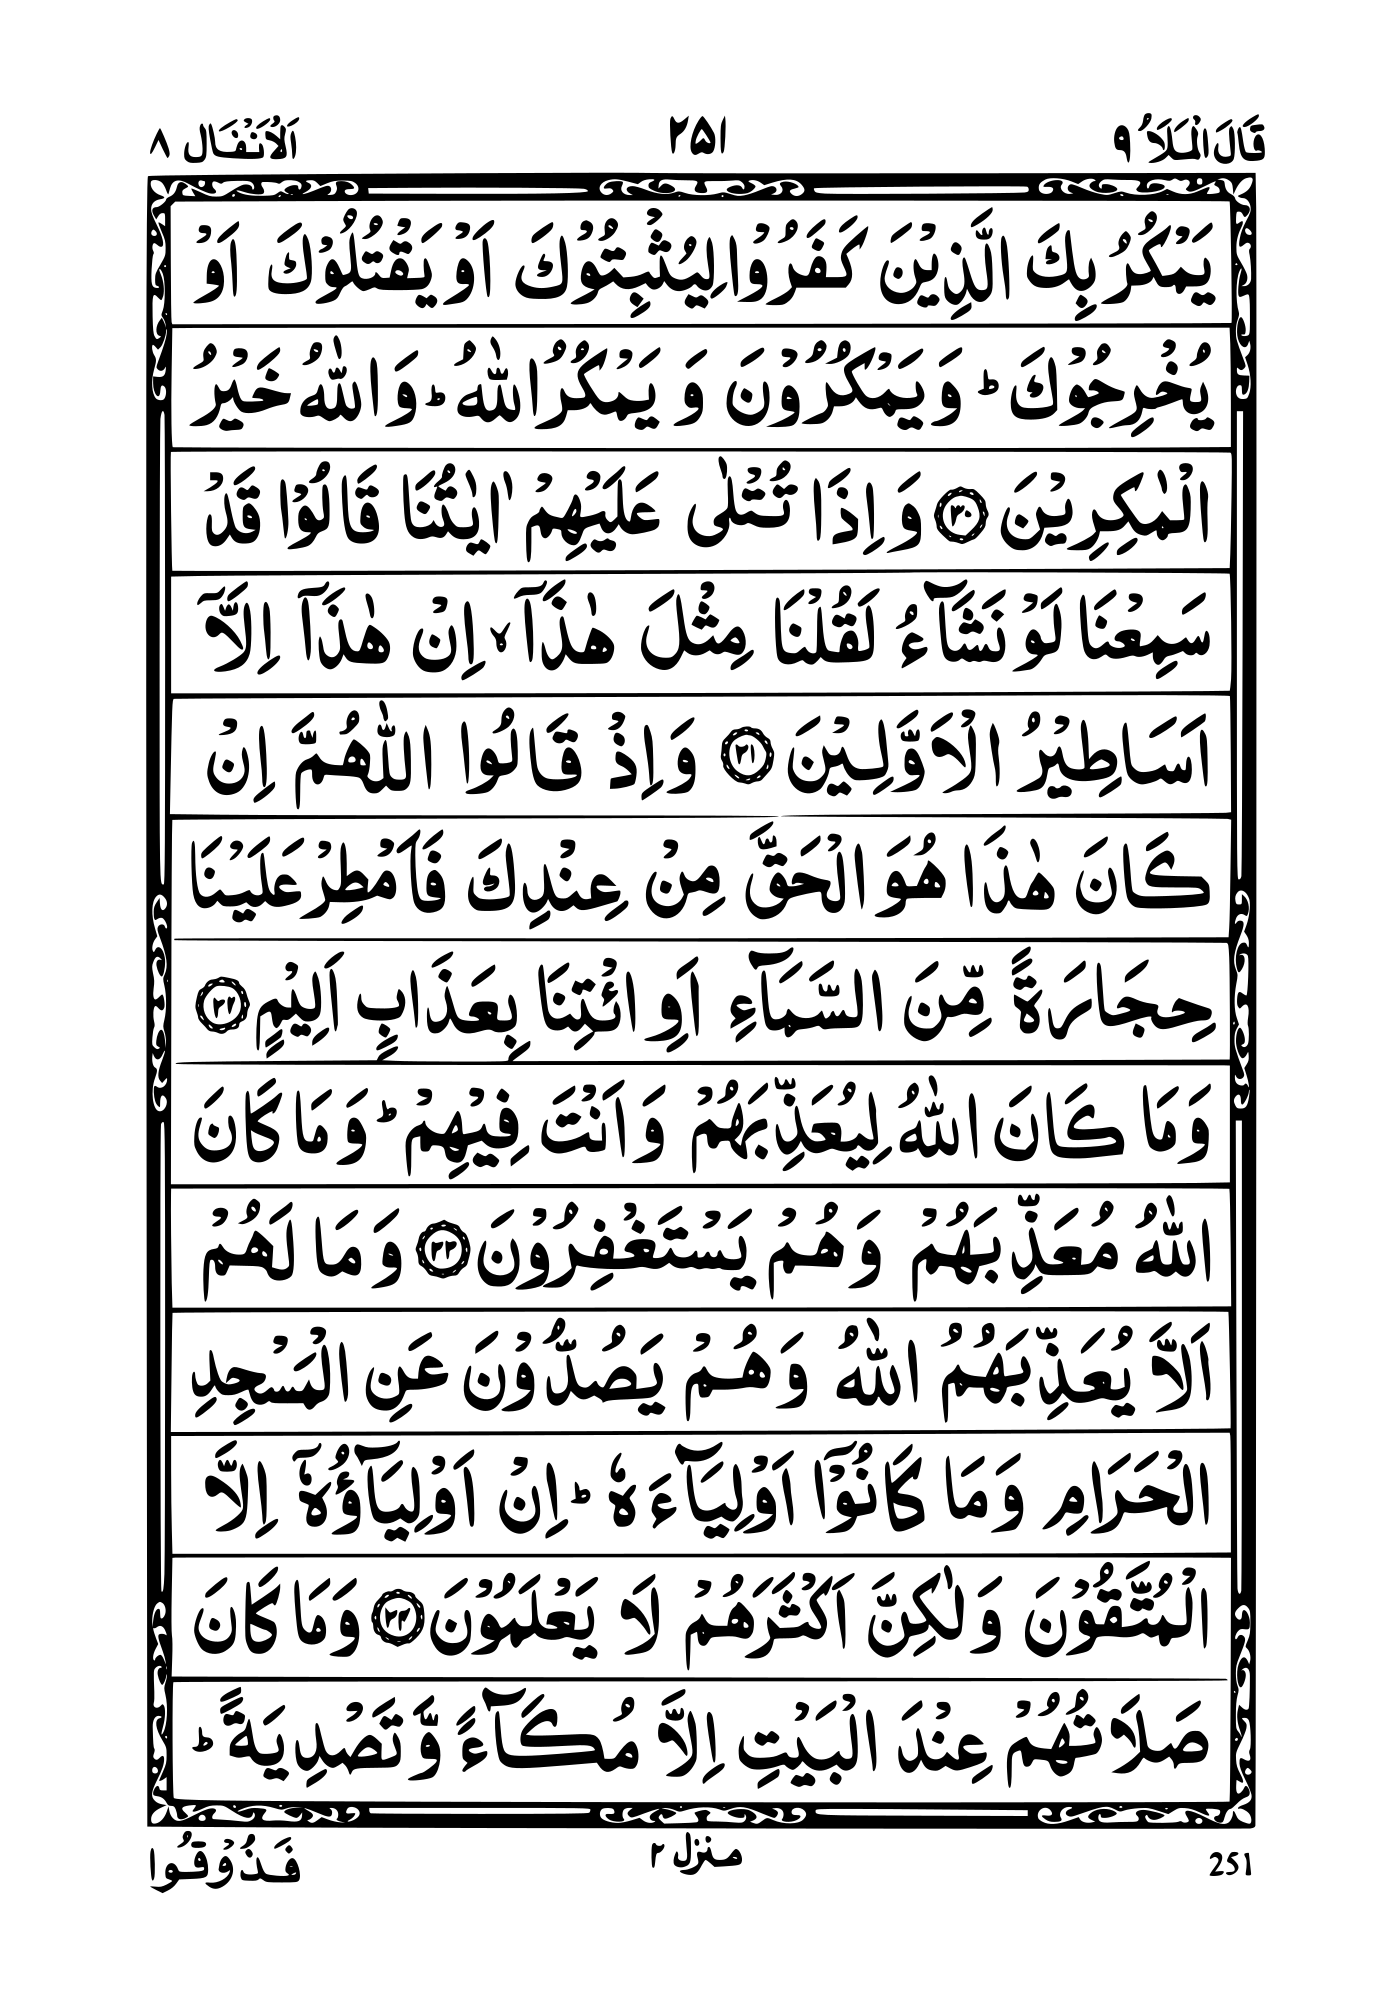 قَالَ الْمَلَاُ ٩ ٢٥١ اَلْاَنْفَال ٨
يَمْكُرُ بِكَ الَّذِيْنَ كَفَرُوْا لِيُثْبِتُوْكَ اَوْ يَقْتُلُوْكَ اَوْ
يُخْرِجُوْكَ ؕ وَ يَمْكُرُوْنَ وَ يَمْكُرُ اللّٰهُ ؕ وَ اللّٰهُ خَيْرُ
الْمٰكِرِيْنَ ۝٣٠ وَ اِذَا تُتْلٰى عَلَيْهِمْ اٰيٰتُنَا قَالُوْا قَدْ
سَمِعْنَا لَوْ نَشَآءُ لَقُلْنَا مِثْلَ هٰذَاۤ ۙ اِنْ هٰذَاۤ اِلَّاۤ
اَسَاطِيْرُ الْاَوَّلِيْنَ ۝٣١ وَ اِذْ قَالُوا اللّٰهُمَّ اِنْ
كَانَ هٰذَا هُوَ الْحَقَّ مِنْ عِنْدِكَ فَاَمْطِرْ عَلَيْنَا
حِجَارَةً مِّنَ السَّمَآءِ اَوِ ائْتِنَا بِعَذَابٍ اَلِيْمٍ ۝٣٢
وَ مَا كَانَ اللّٰهُ لِيُعَذِّبَهُمْ وَ اَنْتَ فِيْهِمْ ؕ وَ مَا كَانَ
اللّٰهُ مُعَذِّبَهُمْ وَ هُمْ يَسْتَغْفِرُوْنَ ۝٣٣ وَ مَا لَهُمْ
اَلَّا يُعَذِّبَهُمُ اللّٰهُ وَ هُمْ يَصُدُّوْنَ عَنِ الْمَسْجِدِ
الْحَرَامِ وَ مَا كَانُوْۤا اَوْلِيَآءَهٗ ؕ اِنْ اَوْلِيَآؤُهٗۤ اِلَّا
الْمُتَّقُوْنَ وَ لٰكِنَّ اَكْثَرَهُمْ لَا يَعْلَمُوْنَ ۝٣٤ وَ مَا كَانَ
صَلَاتُهُمْ عِنْدَ الْبَيْتِ اِلَّا مُكَآءً وَّ تَصْدِيَةً ؕ
251 منزل ٢ فَذُوْقُوا